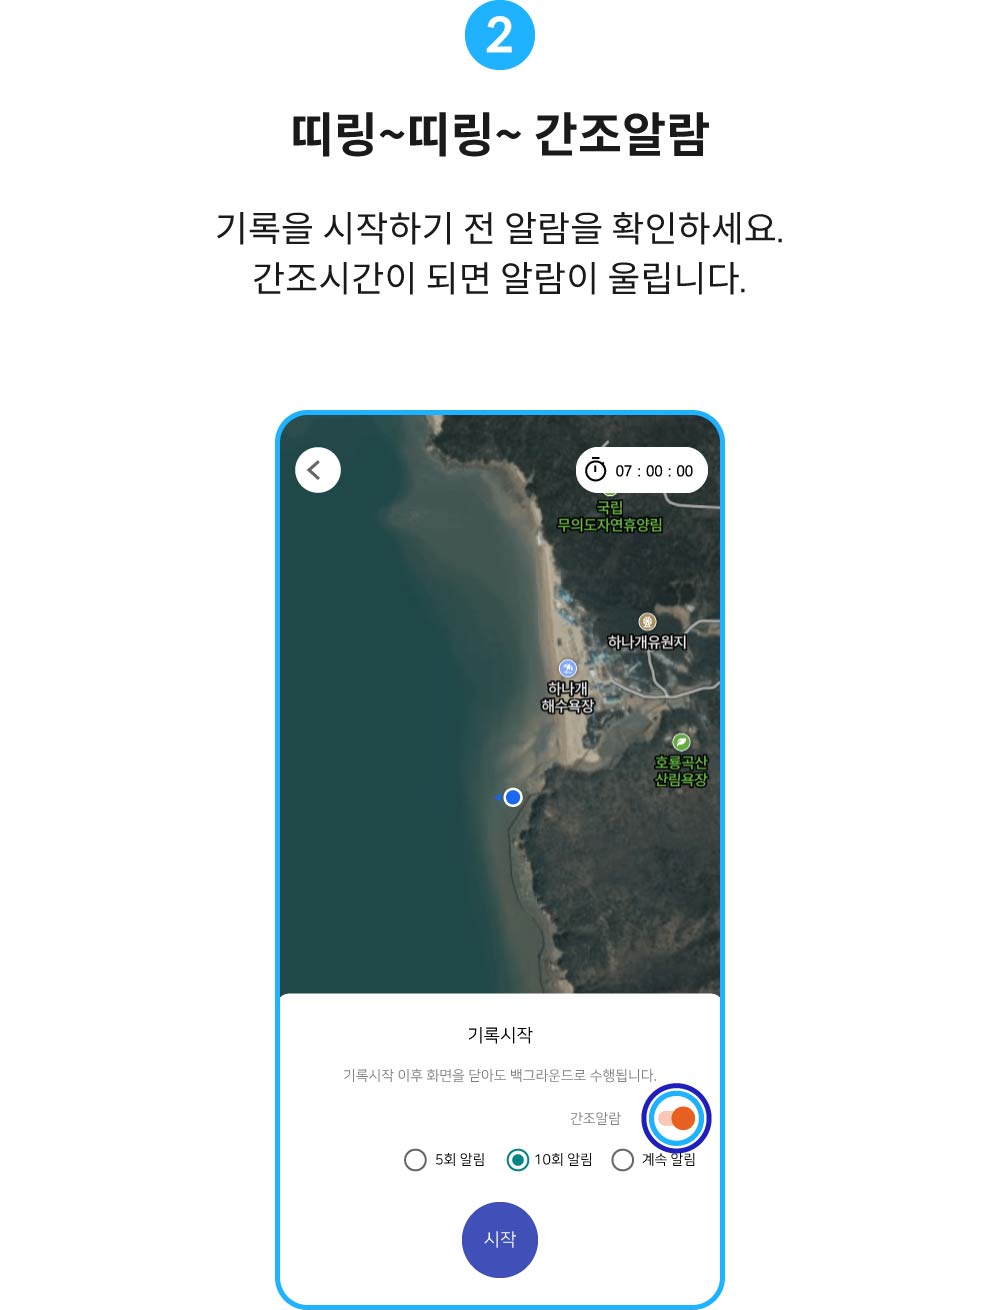 2
띠링~띠링~ 간조알람
기록을 시작하기 전 알람을 확인하세요.
간조시간이 되면 알람이 울립니다.
07 : 00 : 00
국립
무의도자연휴양림
하나개유원지
하나개
해수욕장
호룡곡산
산림욕장
기록시작
기록시작 이후 화면을 닫아도 백그라운드로 수행됩니다.
간조알람
5회 알림 10회 알림 계속 알림
시작